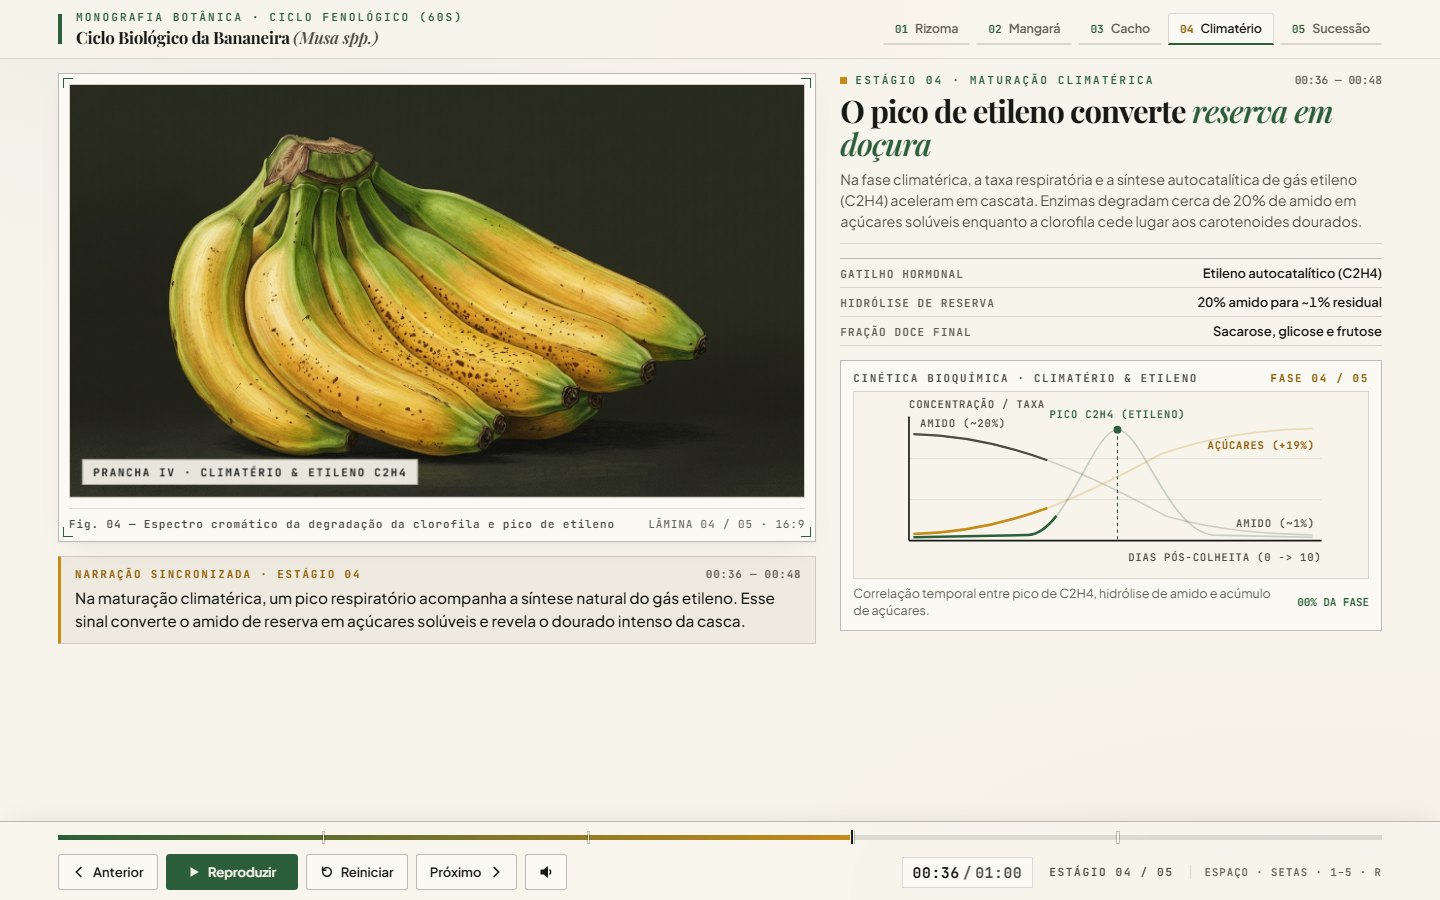 MONOGRAFIA BOTÂNICA · CICLO FENOLÓGICO (60S)
Ciclo Biológico da Bananeira (Musa spp.)
01 Rizoma
02 Mangará
03 Cacho
04 Climatério
05 Sucessão
PRANCHA IV · CLIMATÉRIO & ETILENO C2H4
Fig. 04 — Espectro cromático da degradação da clorofila e pico de etileno
LÂMINA 04 / 05 · 16:9
NARRAÇÃO SINCRONIZADA · ESTÁGIO 04
00:36 — 00:48
Na maturação climatérica, um pico respiratório acompanha a síntese natural do gás etileno. Esse
sinal converte o amido de reserva em açúcares solúveis e revela o dourado intenso da casca.
ESTÁGIO 04 · MATURAÇÃO CLIMATÉRICA
00:36 — 00:48
O pico de etileno converte reserva em
doçura
Na fase climatérica, a taxa respiratória e a síntese autocatalítica de gás etileno
(C2H4) aceleram em cascata. Enzimas degradam cerca de 20% de amido em
açúcares solúveis enquanto a clorofila cede lugar aos carotenoides dourados.
GATILHO HORMONAL
Etileno autocatalítico (C2H4)
HIDRÓLISE DE RESERVA
20% amido para ~1% residual
FRAÇÃO DOCE FINAL
Sacarose, glicose e frutose
CINÉTICA BIOQUÍMICA · CLIMATÉRIO & ETILENO
FASE 04 / 05
CONCENTRAÇÃO / TAXA
PICO C2H4 (ETILENO)
AMIDO (~20%)
AÇÚCARES (+19%)
AMIDO (~1%)
DIAS PÓS-COLHEITA (0 -> 10)
Correlação temporal entre pico de C2H4, hidrólise de amido e acúmulo
de açúcares.
00% DA FASE
Anterior
Reproduzir
Reiniciar
Próximo
00:36 / 01:00
ESTÁGIO 04 / 05
ESPAÇO · SETAS · 1–5 · R